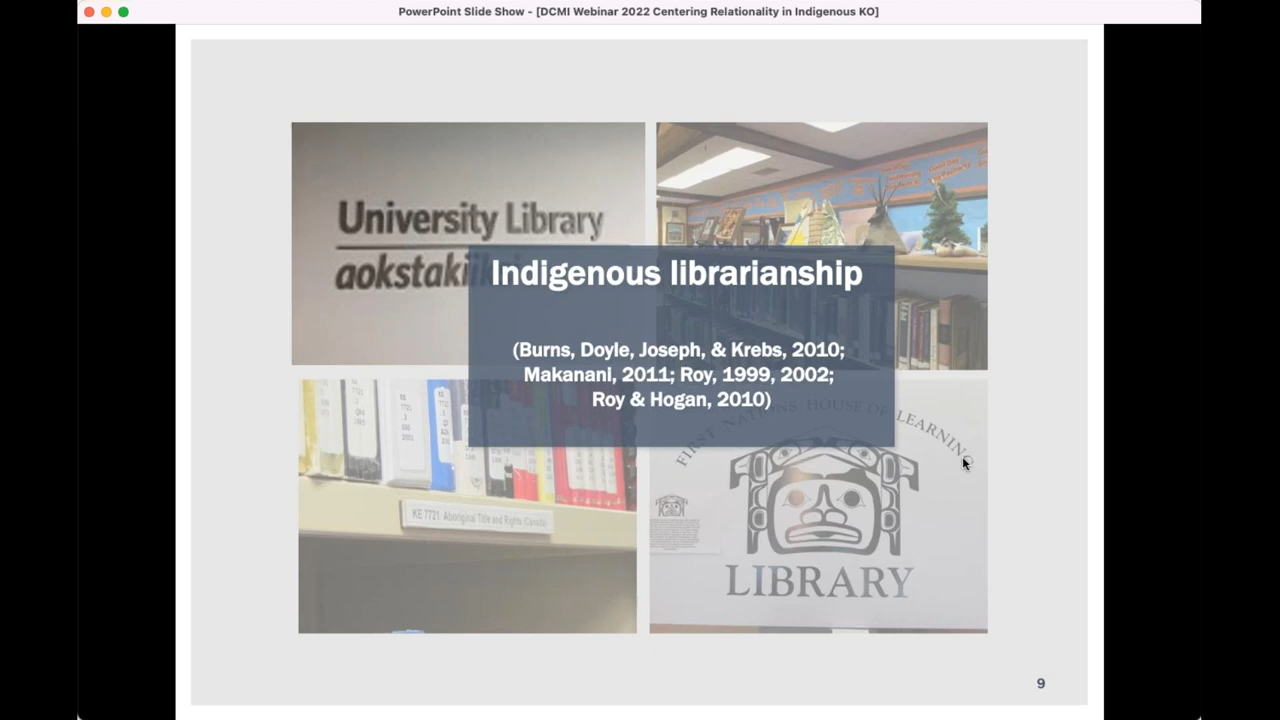 PowerPoint Slide Show - [DCMI Webinar 2022 Centering Relationality in Indigenous KO]
University Library
Indigenous librarianship
(Burns, Doyle, Joseph, & Krebs, 2010;
Makanani, 2011; Roy, 1999, 2002;
Roy & Hogan, 2010)
KE 7721 Aboriginal Title and Rights (Canada)
FIRST NATIONS HOUSE OF LEARNING
LIBRARY
9